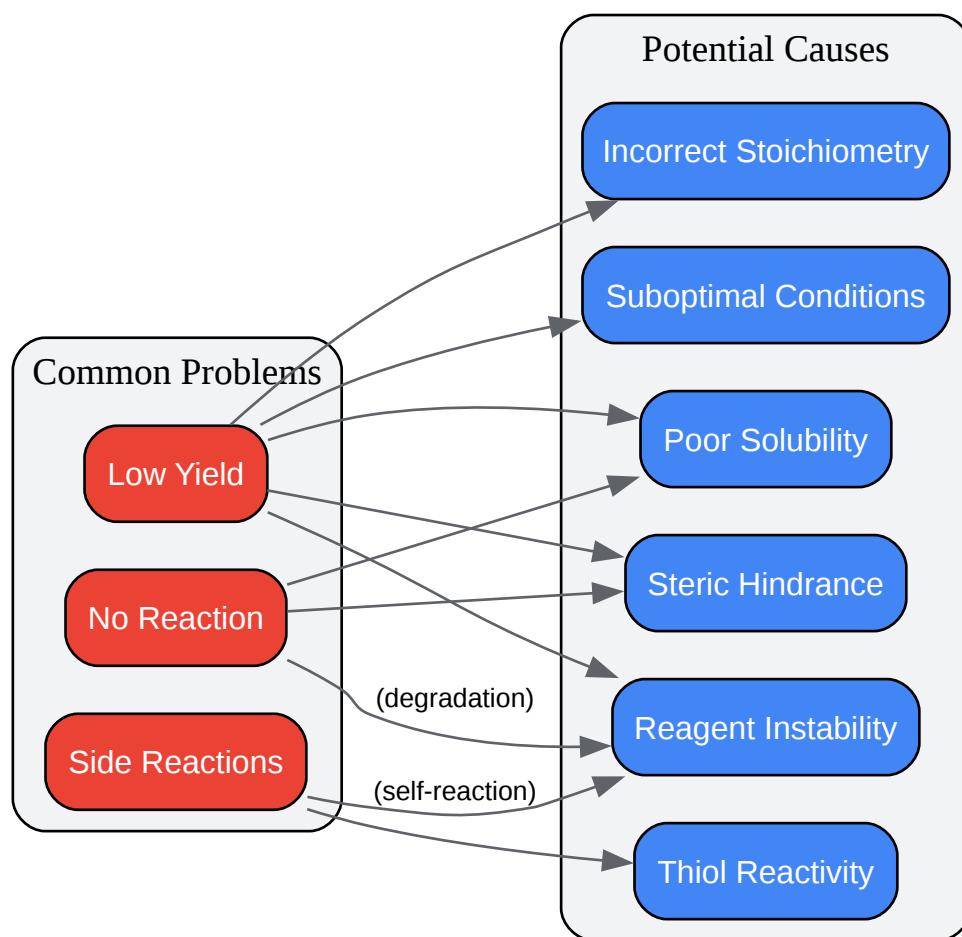 Potential Causes
Incorrect Stoichiometry
Suboptimal Conditions
Poor Solubility
Steric Hindrance
Reagent Instability
Thiol Reactivity
Common Problems
Low Yield
No Reaction
Side Reactions
(degradation)
(self-reaction)